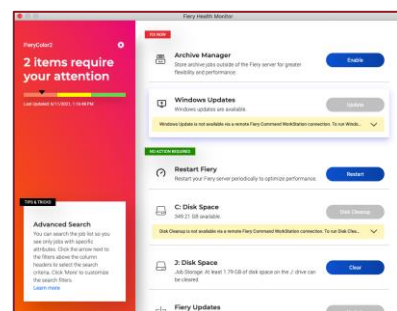 Fiery Health Monitor
FieryColor2
2 items require
your attention
Last Updated: 6/11/2021, 1:16:48 PM
TIPS & TRICKS
Advanced Search
You can search the job list so you
see only jobs with specific
attributes. Click the arrow next to
the filters above the column
headers to select the search
criteria. Click 'More' to customize
the search filters.
Learn more
FIX NOW
Archive Manager
Store archive jobs outside of the Fiery server for greater
flexibility and performance.
Enable
Windows Updates
Windows updates are available.
Update
Windows Update is not available via a remote Fiery Command WorkStation connection. To run Windo...
NO ACTION REQUIRED
Restart Fiery
Restart your Fiery server periodically to optimize performance.
Restart
C: Disk Space
349.21 GB available.
Disk Cleanup
Disk Cleanup is not available via a remote Fiery Command WorkStation connection. To run Disk Clea...
J: Disk Space
Job Storage: At least 1.79 GB of disk space on the J: drive can
be cleared.
Clear
Fiery Updates